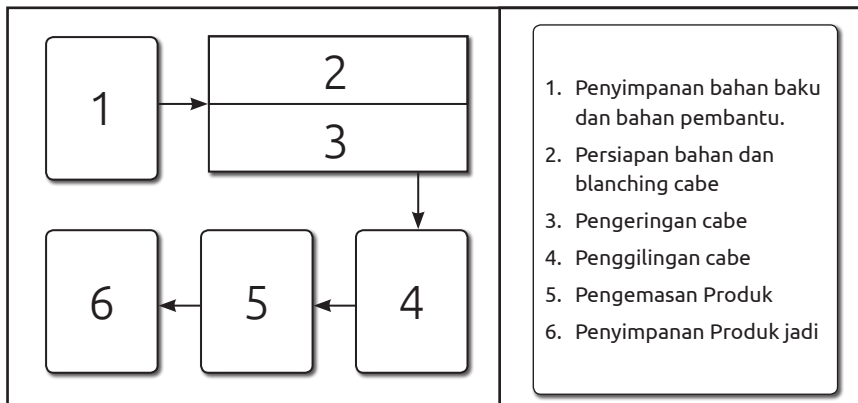 1
2
3
6
5
4
1. Penyimpanan bahan baku
dan bahan pembantu.
2. Persiapan bahan dan
blanching cabe
3. Pengeringan cabe
4. Penggilingan cabe
5. Pengemasan Produk
6. Penyimpanan Produk jadi